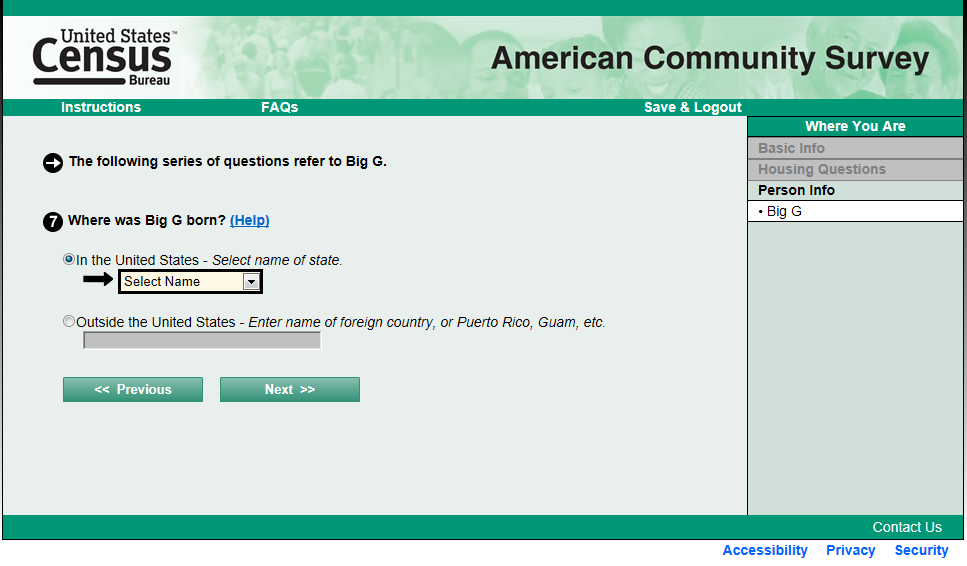 United States™
Census
Bureau
American Community Survey
Instructions FAQs Save & Logout
Where You Are
Basic Info
Housing Questions
Person Info
• Big G
The following series of questions refer to Big G.
7 Where was Big G born? (Help)
In the United States - Select name of state.
Select Name
Outside the United States - Enter name of foreign country, or Puerto Rico, Guam, etc.
<< Previous Next >>
Contact Us
Accessibility Privacy Security